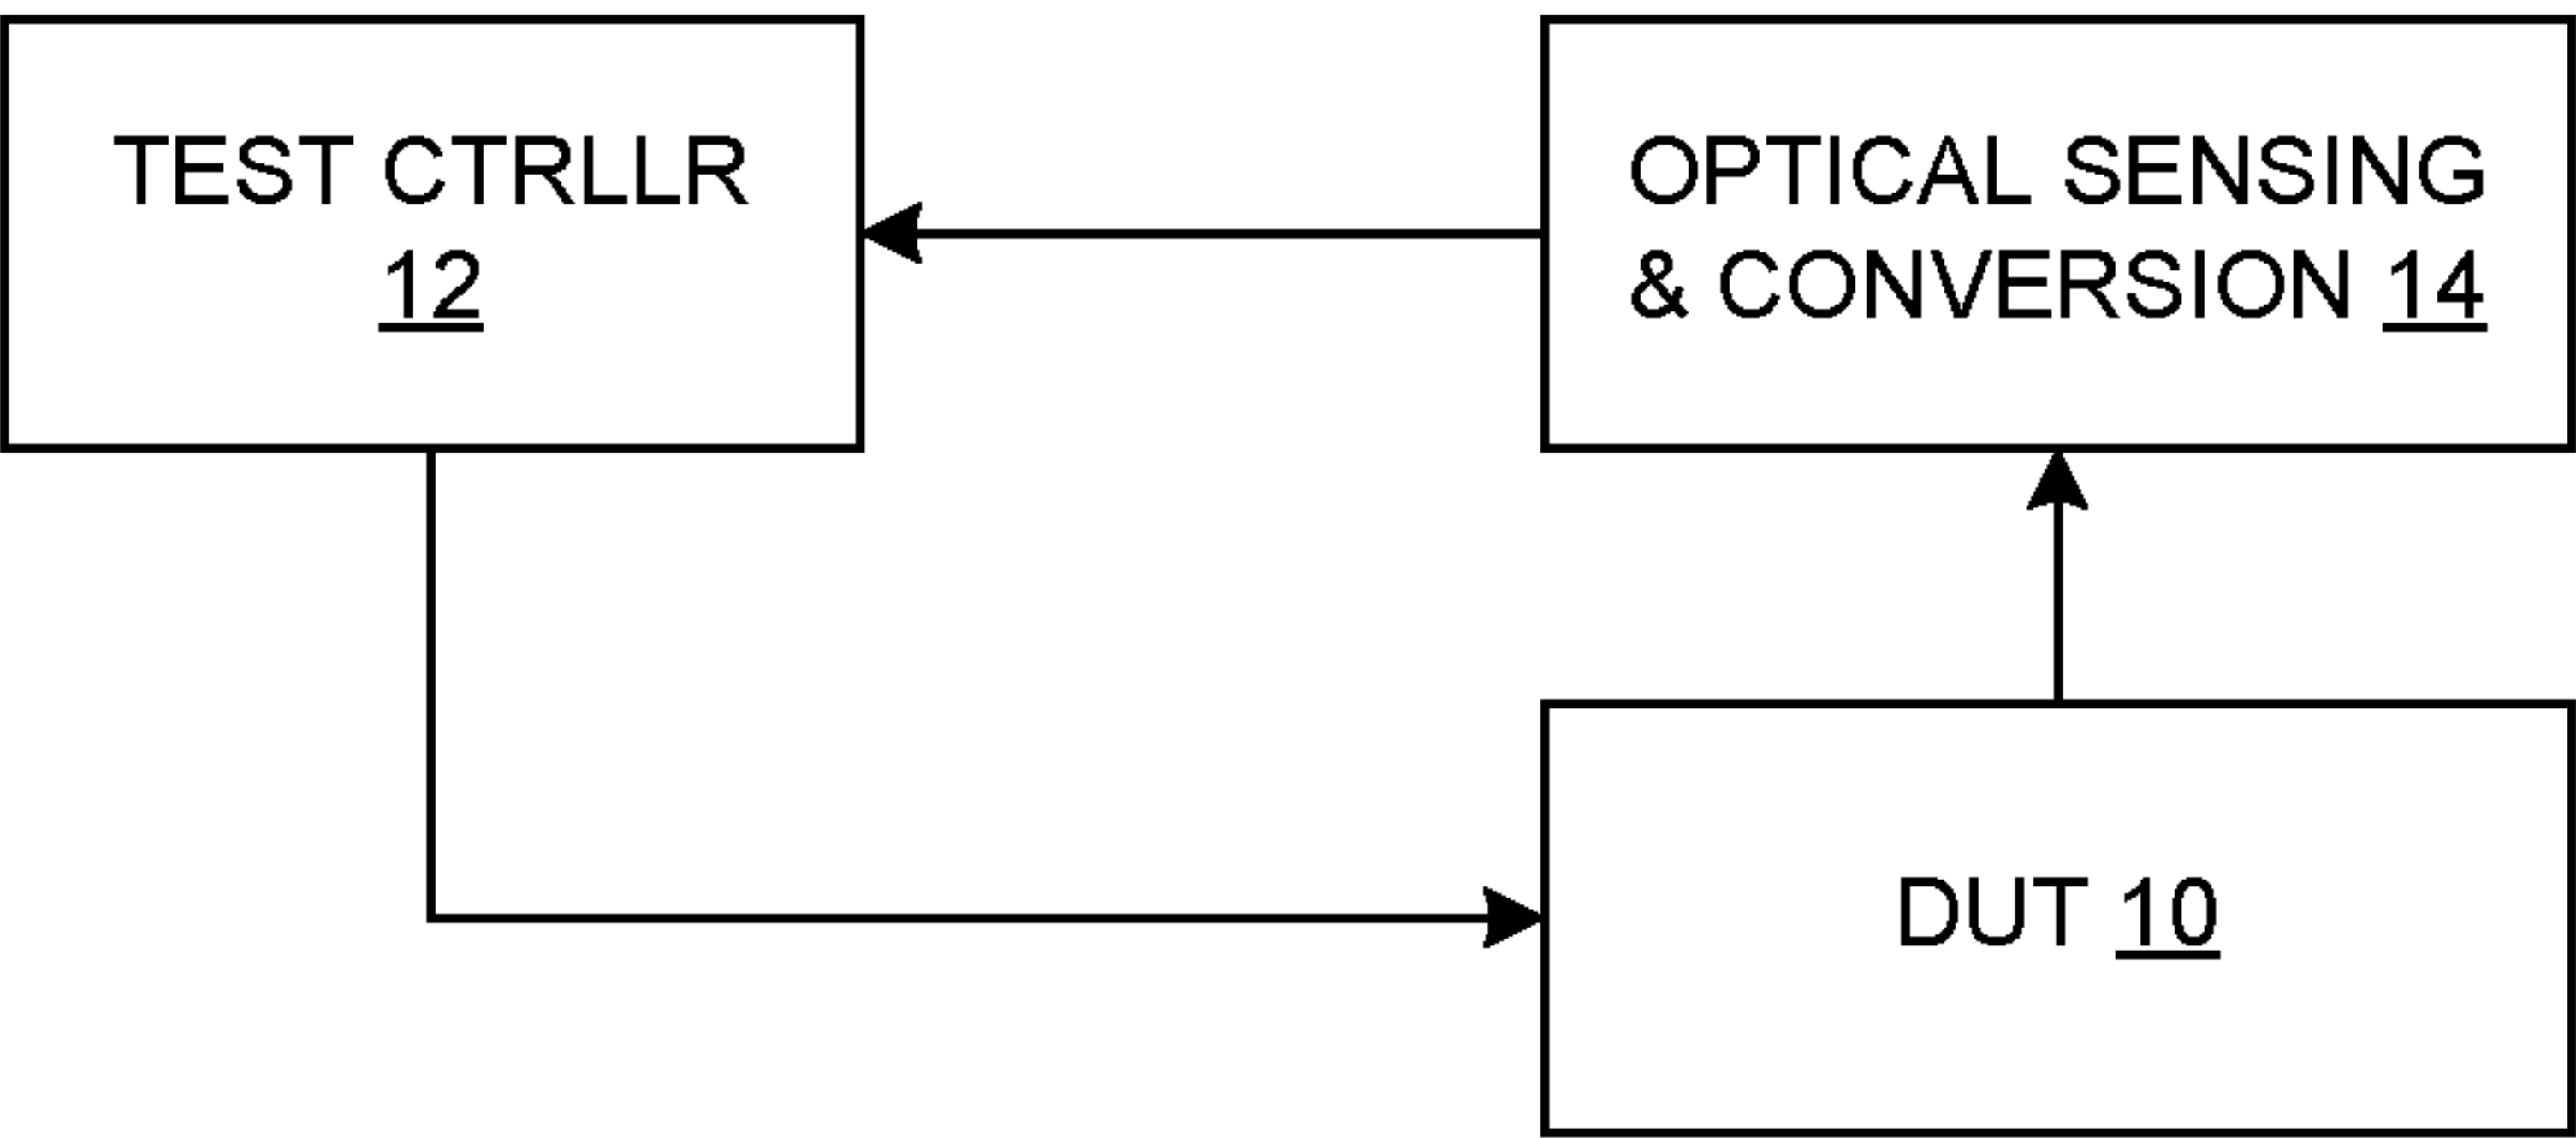 TEST CTRLLR
12
OPTICAL SENSING
& CONVERSION 14
DUT 10